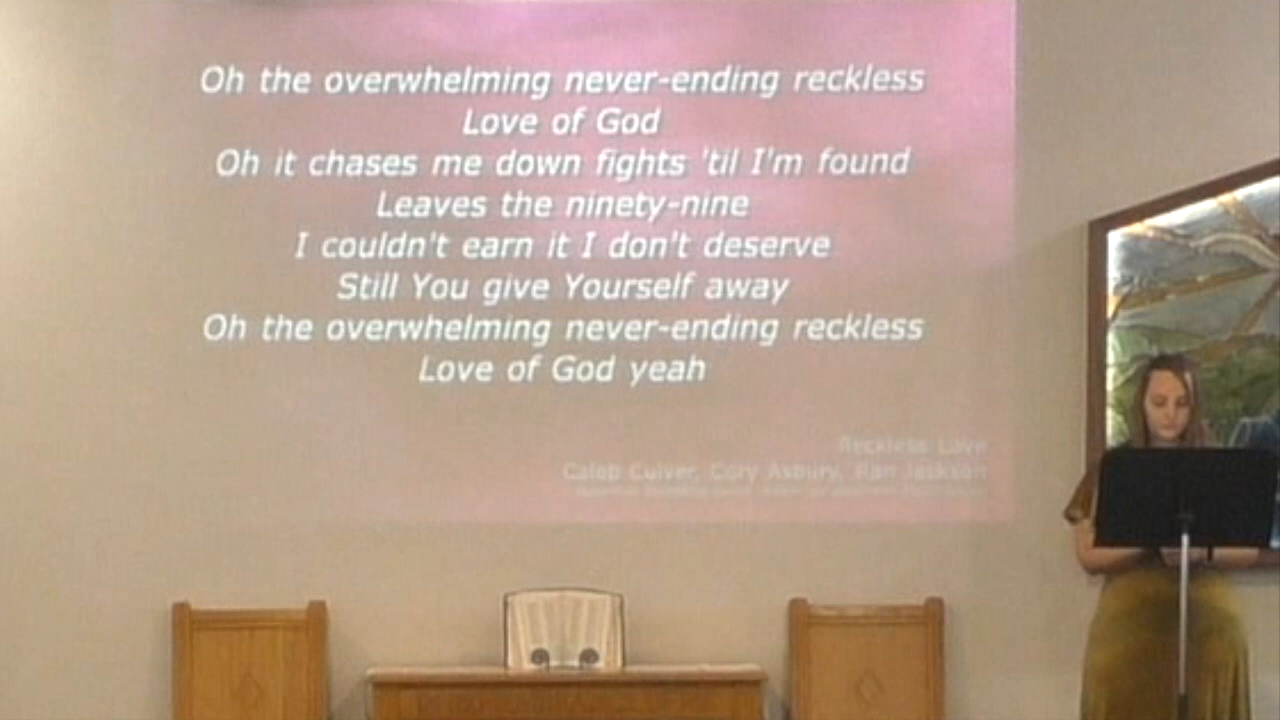 Oh the overwhelming never-ending reckless
Love of God
Oh it chases me down fights 'til I'm found
Leaves the ninety-nine
I couldn't earn it I don't deserve
Still You give Yourself away
Oh the overwhelming never-ending reckless
Love of God yeah
Reckless Love
Caleb Culver, Cory Asbury, Ran Jackson